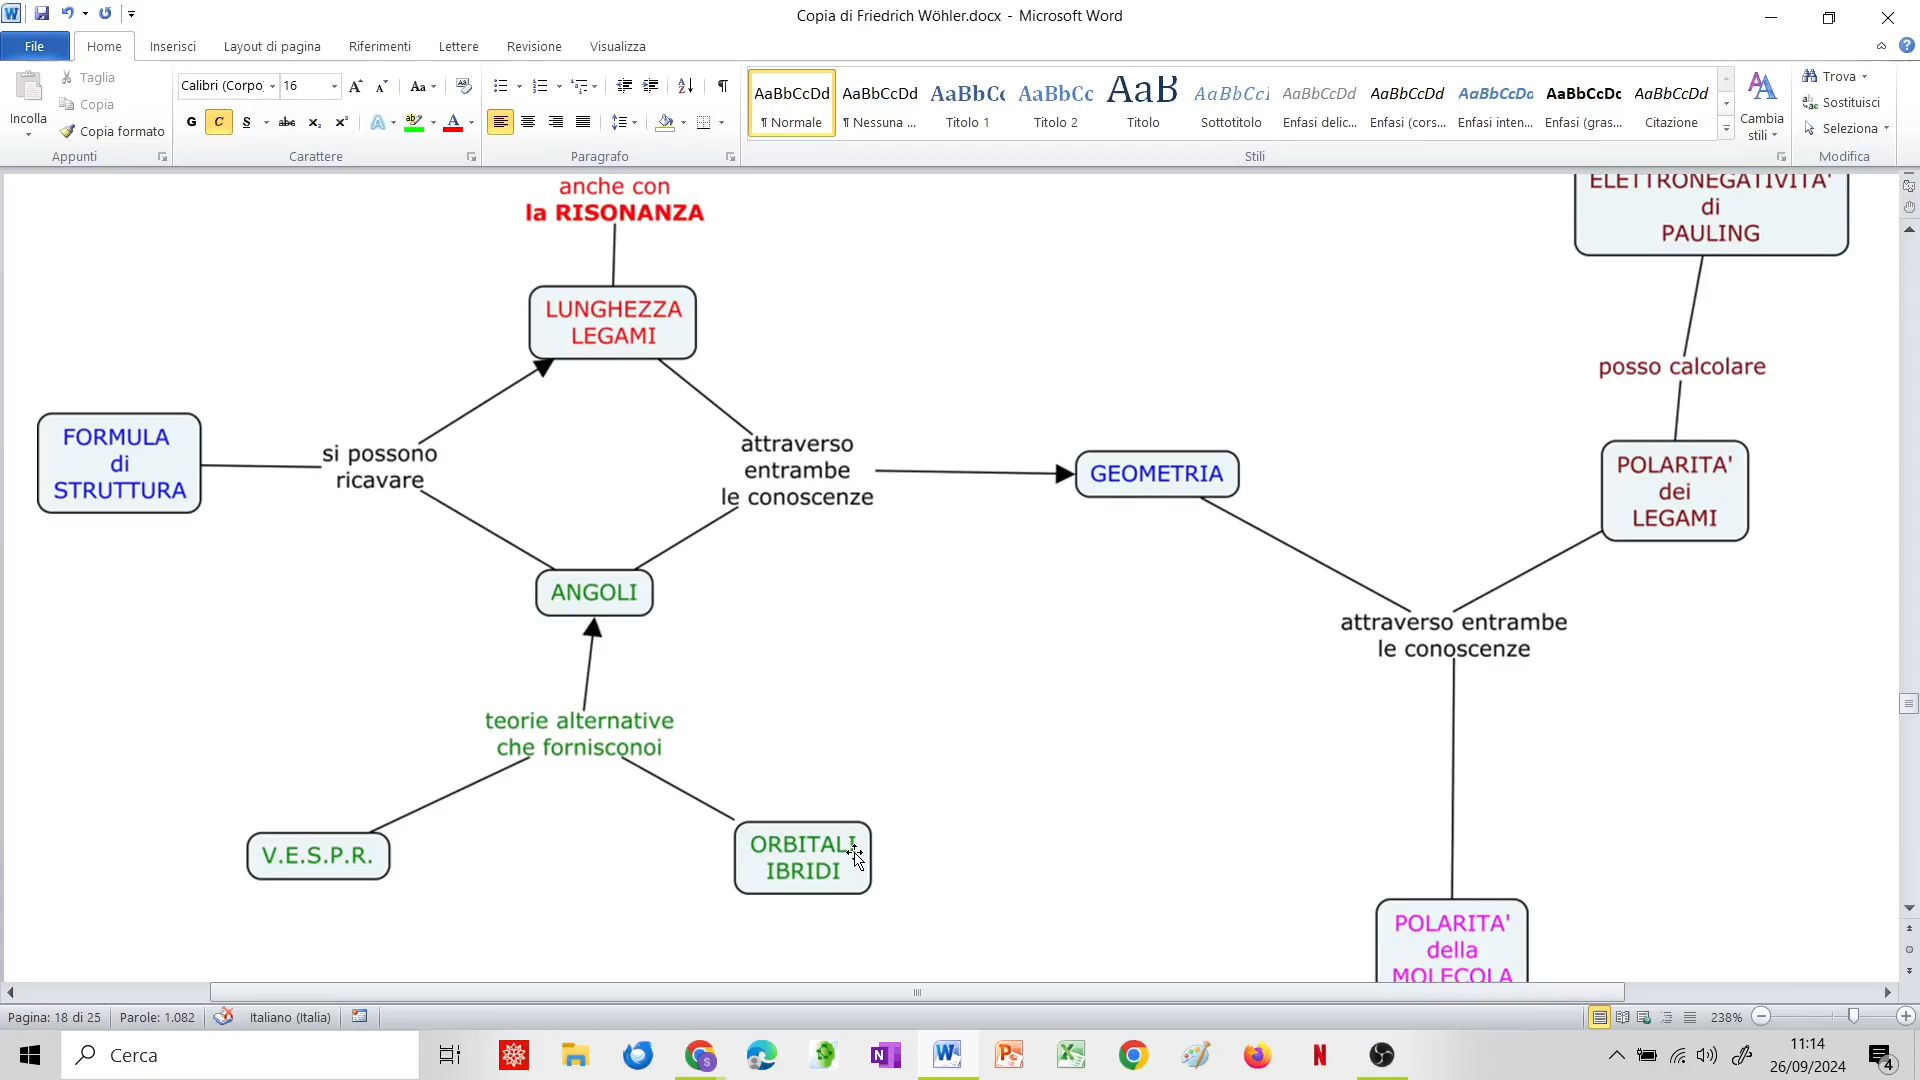 Copia di Friedrich Wöhler.docx - Microsoft Word
File
Home
Inserisci
Layout di pagina
Riferimenti
Lettere
Revisione
Visualizza
Incolla
Taglia
Copia
Copia formato
Appunti
Calibri (Corpo
16
Carattere
Paragrafo
AaBbCcDd
¶ Normale
AaBbCcDd
¶ Nessuna ...
AaBbCc
Titolo 1
AaBbCc
Titolo 2
AaB
Titolo
AaBbCcI
Sottotitolo
AaBbCcDd
Enfasi delic...
AaBbCcDd
Enfasi (cors...
AaBbCcDd
Enfasi inten...
AaBbCcDc
Enfasi (gras...
AaBbCcDd
Citazione
Stili
Cambia
stili
Trova
Sostituisci
Seleziona
Modifica
anche con
la RISONANZA
LUNGHEZZA
LEGAMI
FORMULA
di
STRUTTURA
si possono
ricavare
attraverso
entrambe
le conoscenze
ANGOLI
teorie alternative
che fornisconoi
V.E.S.P.R.
ORBITALI
IBRIDI
GEOMETRIA
ELETTRONEGATIVITA'
di
PAULING
posso calcolare
POLARITA'
dei
LEGAMI
attraverso entrambe
le conoscenze
POLARITA'
della
MOLECOLA
Pagina: 18 di 25
Parole: 1.082
Italiano (Italia)
238%
Cerca
11:14
26/09/2024
4